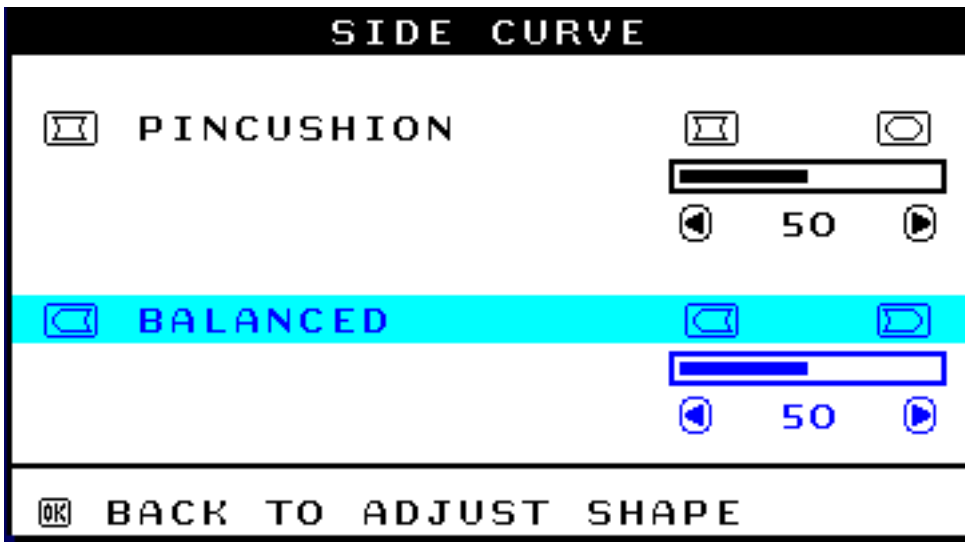 SIDE CURVE
PINCUSHION
50
BALANCED
50
OK BACK TO ADJUST SHAPE